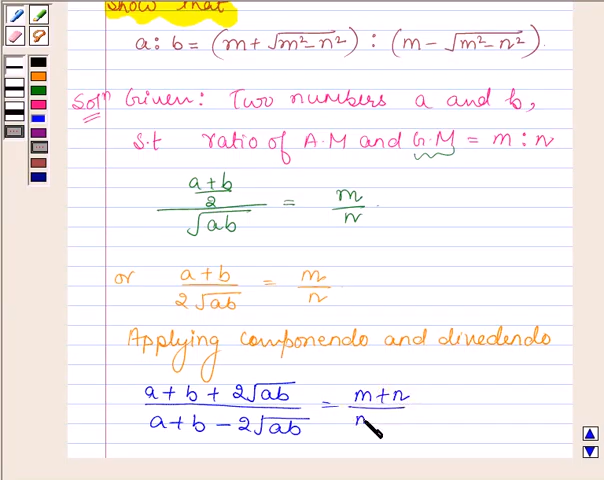 Show that
a : b = (m + √(m²−n²)) : (m − √(m²−n²)).
Solⁿ Given: Two numbers a and b,
s.t ratio of A.M and G.M = m : n
(a+b)/2 / √ab = m/n.
or (a+b)/(2√ab) = m/n.
Applying componendo and dividendo
(a + b + 2√ab)/(a + b − 2√ab) = (m+n)/